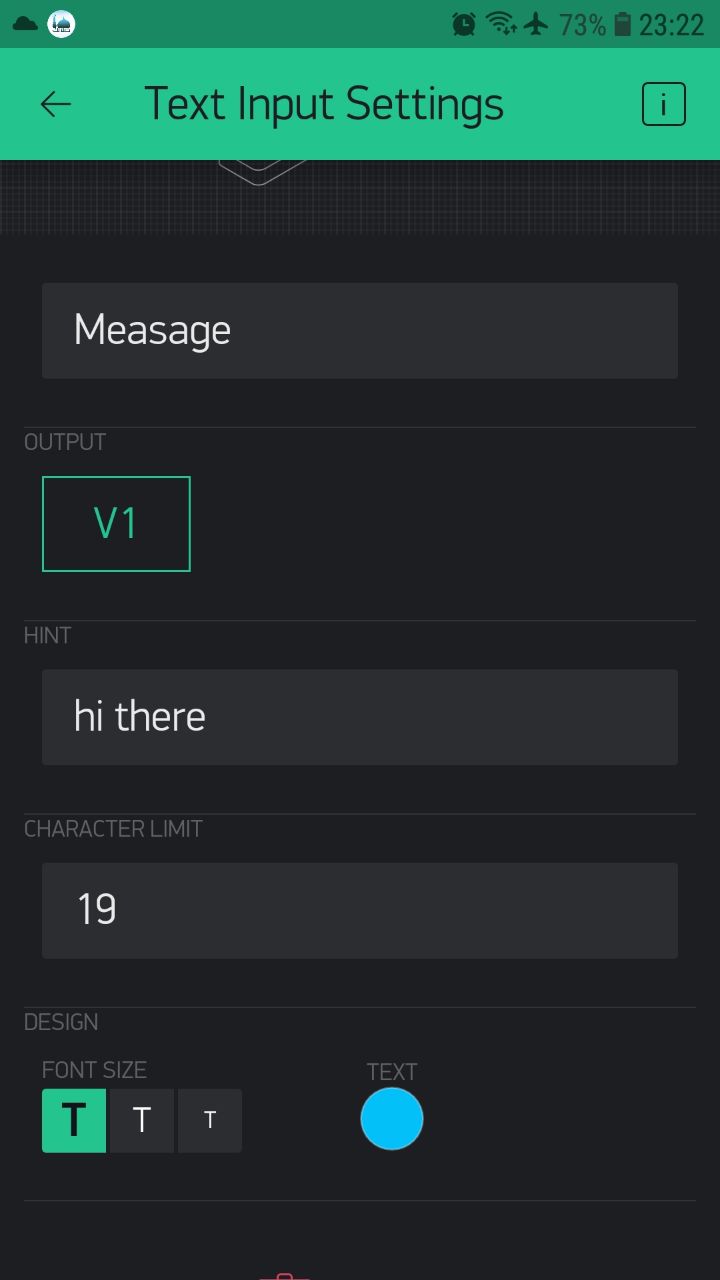 73% 23:22
Text Input Settings i
Measage
OUTPUT
V1
HINT
hi there
CHARACTER LIMIT
19
DESIGN
FONT SIZE TEXT
T T T